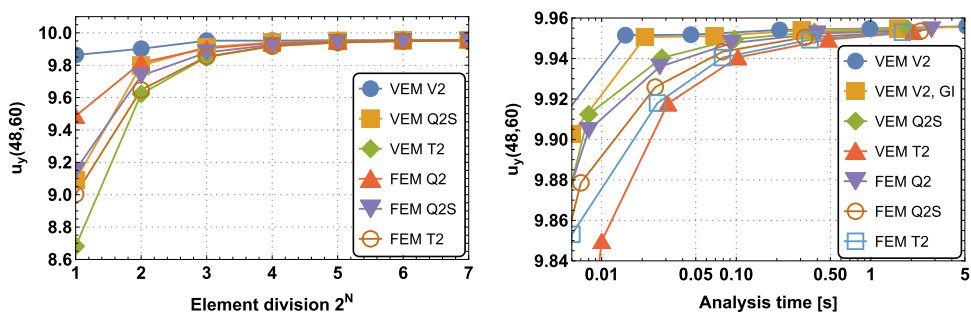 10.0
9.8
9.6
9.4
9.2
9.0
8.8
8.6
u_y(48,60)
1 2 3 4 5 6 7
Element division 2^N
VEM V2
VEM Q2S
VEM T2
FEM Q2
FEM Q2S
FEM T2
9.96
9.94
9.92
9.90
9.88
9.86
9.84
u_y(48,60)
0.01 0.05 0.10 0.50 1 5
Analysis time [s]
VEM V2
VEM V2, GI
VEM Q2S
VEM T2
FEM Q2
FEM Q2S
FEM T2